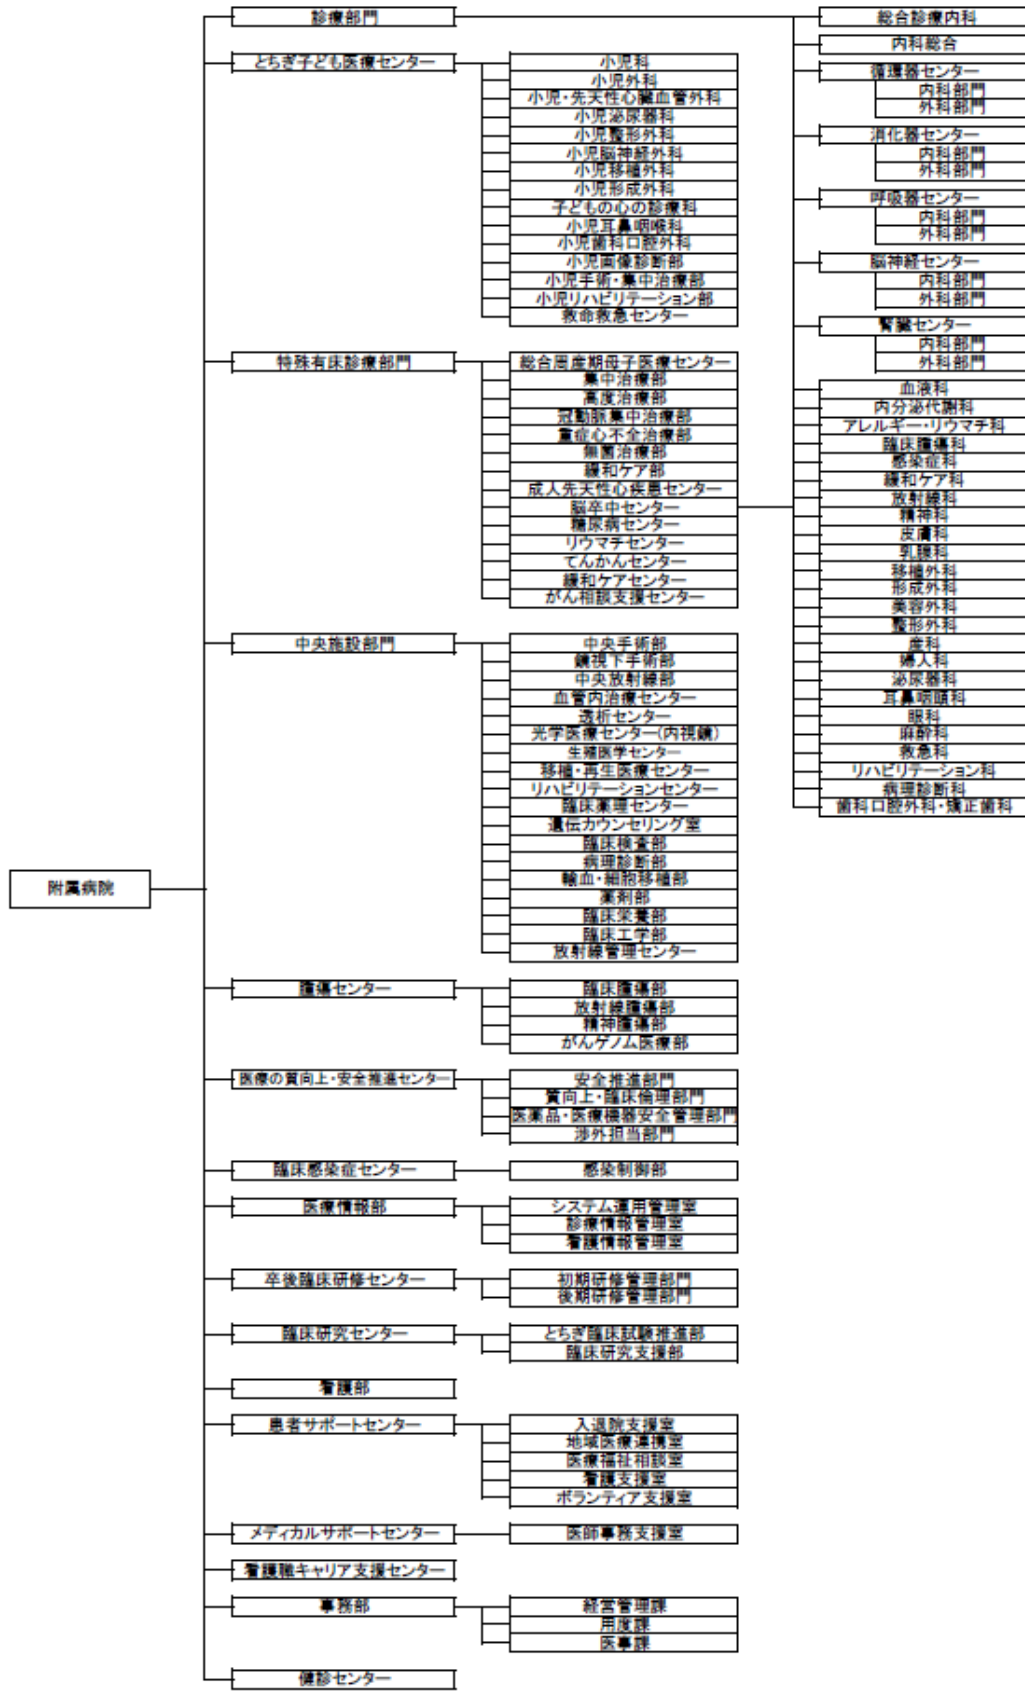 附属病院
診療部門
総合診療内科
内科総合
循環器センター
内科部門
外科部門
消化器センター
内科部門
外科部門
呼吸器センター
内科部門
外科部門
脳神経センター
内科部門
外科部門
腎臓センター
内科部門
外科部門
血液科
内分泌代謝科
アレルギー・リウマチ科
臨床腫瘍科
感染症科
緩和ケア科
放射線科
精神科
皮膚科
乳腺科
移植外科
形成外科
美容外科
整形外科
産科
婦人科
泌尿器科
耳鼻咽頭科
眼科
麻酔科
救急科
リハビリテーション科
病理診断科
歯科口腔外科・矯正歯科
とちぎ子ども医療センター
小児科
小児外科
小児・先天性心臓血管外科
小児泌尿器科
小児整形外科
小児脳神経外科
小児移植外科
小児形成外科
子どもの心の診療科
小児耳鼻咽喉科
小児歯科口腔外科
小児画像診断部
小児手術・集中治療部
小児リハビリテーション部
救命救急センター
特殊有床診療部門
総合周産期母子医療センター
集中治療部
高度治療部
冠動脈集中治療部
重症心不全治療部
無菌治療部
緩和ケア部
成人先天性心疾患センター
脳卒中センター
糖尿病センター
リウマチセンター
てんかんセンター
緩和ケアセンター
がん相談支援センター
中央施設部門
中央手術部
鏡視下手術部
中央放射線部
血管内治療センター
透析センター
光学医療センター(内視鏡)
生殖医学センター
移植・再生医療センター
リハビリテーションセンター
臨床薬理センター
遺伝カウンセリング室
臨床検査部
病理診断部
輸血・細胞移植部
薬剤部
臨床栄養部
臨床工学部
放射線管理センター
腫瘍センター
臨床腫瘍部
放射線腫瘍部
精神腫瘍部
がんゲノム医療部
医療の質向上・安全推進センター
安全推進部門
質向上・臨床倫理部門
医薬品・医療機器安全管理部門
渉外担当部門
臨床感染症センター
感染制御部
医療情報部
システム運用管理室
診療情報管理室
看護情報管理室
卒後臨床研修センター
初期研修管理部門
後期研修管理部門
臨床研究センター
とちぎ臨床試験推進部
臨床研究支援部
看護部
患者サポートセンター
入退院支援室
地域医療連携室
医療福祉相談室
看護支援室
ボランティア支援室
メディカルサポートセンター
医師事務支援室
看護職キャリア支援センター
事務部
経営管理課
用度課
医事課
健診センター